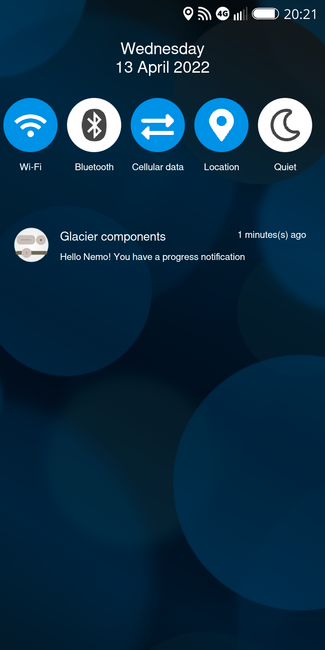 4G 20:21
Wednesday
13 April 2022
Wi-Fi Bluetooth Cellular data Location Quiet
Glacier components 1 minutes(s) ago
Hello Nemo! You have a progress notification